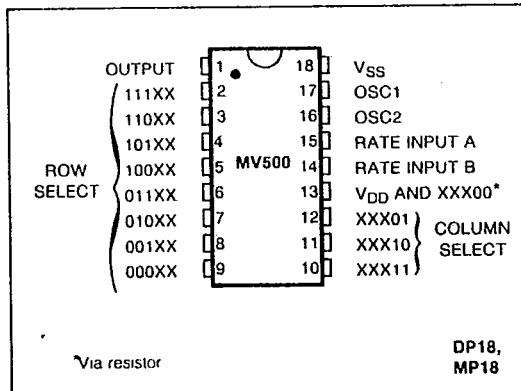 OUTPUT 1 18 VSS
111XX 2 17 OSC1
110XX 3 16 OSC2
101XX 4 15 RATE INPUT A
100XX 5 MV500 14 RATE INPUT B
ROW SELECT
011XX 6 13 VDD AND XXX00*
010XX 7 12 XXX01
001XX 8 11 XXX10
COLUMN SELECT
000XX 9 10 XXX11
*Via resistor
DP18,
MP18